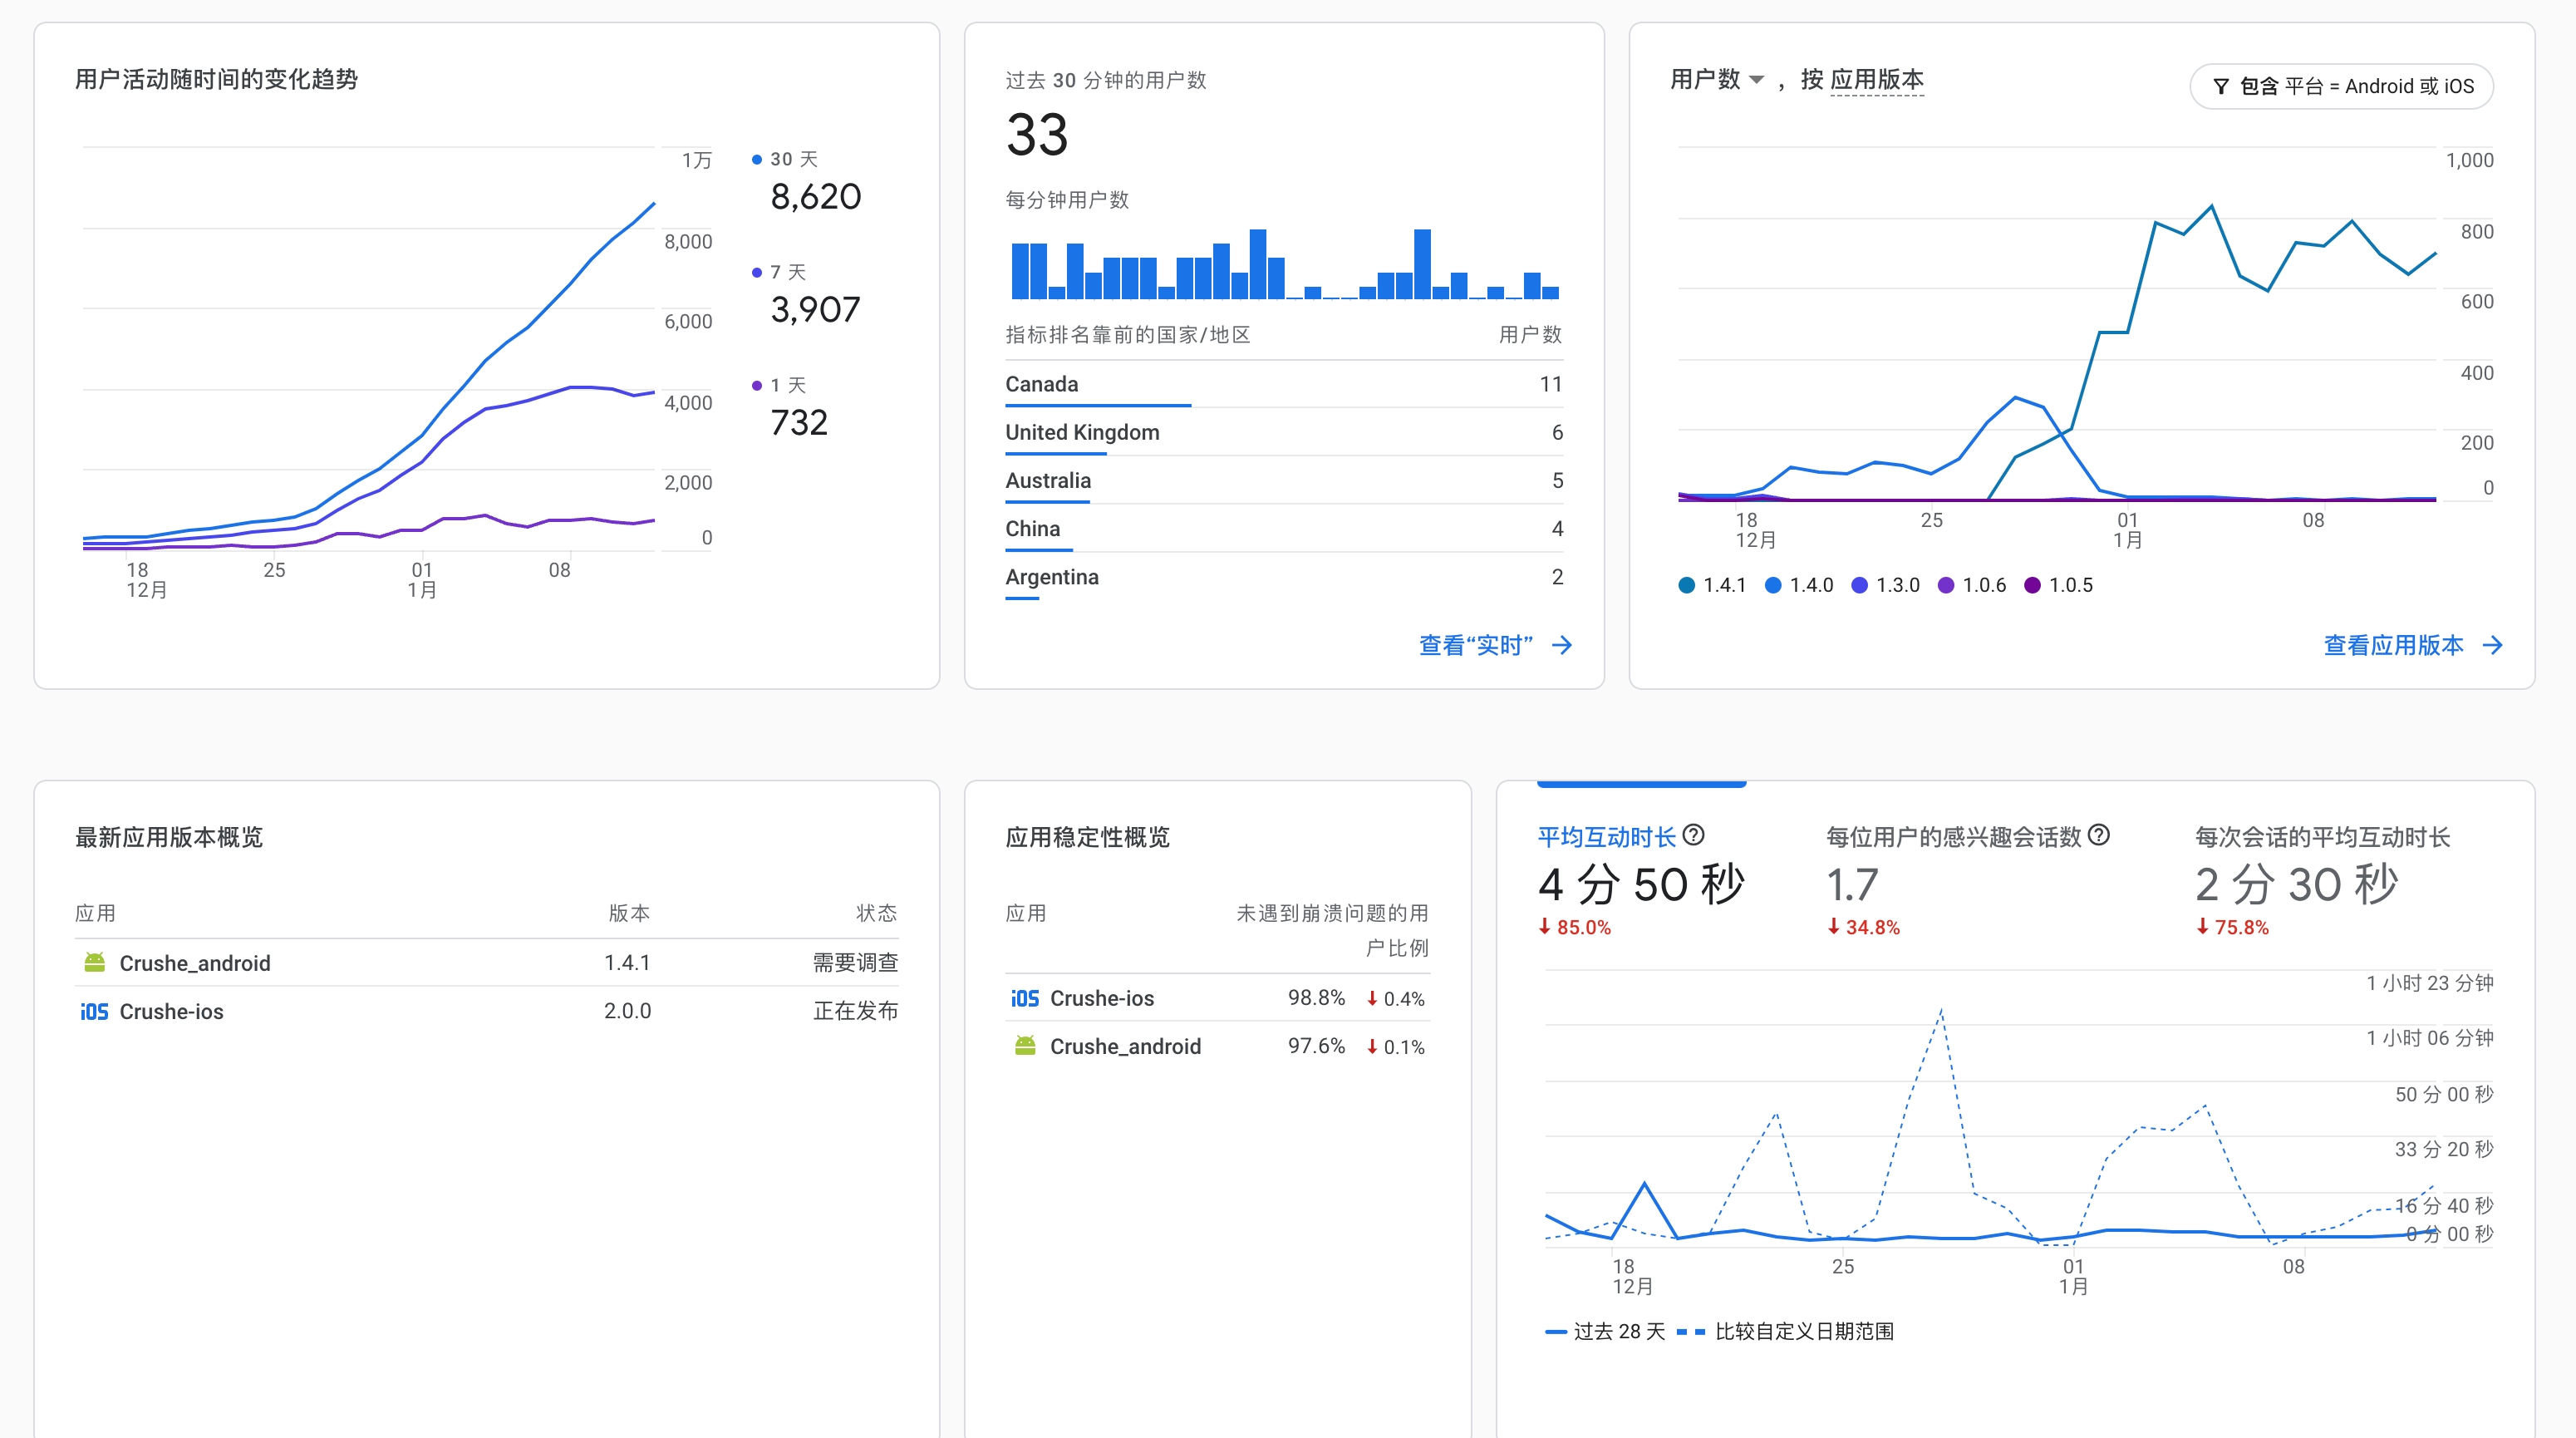 用户活动随时间的变化趋势
1万
8,000
6,000
4,000
2,000
0
18
12月
25
01
1月
08
30 天
8,620
7 天
3,907
1 天
732
过去 30 分钟的用户数
33
每分钟用户数
指标排名靠前的国家/地区 用户数
Canada 11
United Kingdom 6
Australia 5
China 4
Argentina 2
查看“实时”
用户数 ， 按 应用版本
包含 平台 = Android 或 iOS
1,000
800
600
400
200
0
18
12月
25
01
1月
08
1.4.1 1.4.0 1.3.0 1.0.6 1.0.5
查看应用版本
最新应用版本概览
应用 版本 状态
Crushe_android 1.4.1 需要调查
iOS Crushe-ios 2.0.0 正在发布
应用稳定性概览
应用 未遇到崩溃问题的用
户比例
iOS Crushe-ios 98.8% 0.4%
Crushe_android 97.6% 0.1%
平均互动时长
4 分 50 秒
85.0%
每位用户的感兴趣会话数
1.7
34.8%
每次会话的平均互动时长
2 分 30 秒
75.8%
1 小时 23 分钟
1 小时 06 分钟
50 分 00 秒
33 分 20 秒
16 分 40 秒
0 分 00 秒
18
12月
25
01
1月
08
过去 28 天 比较自定义日期范围